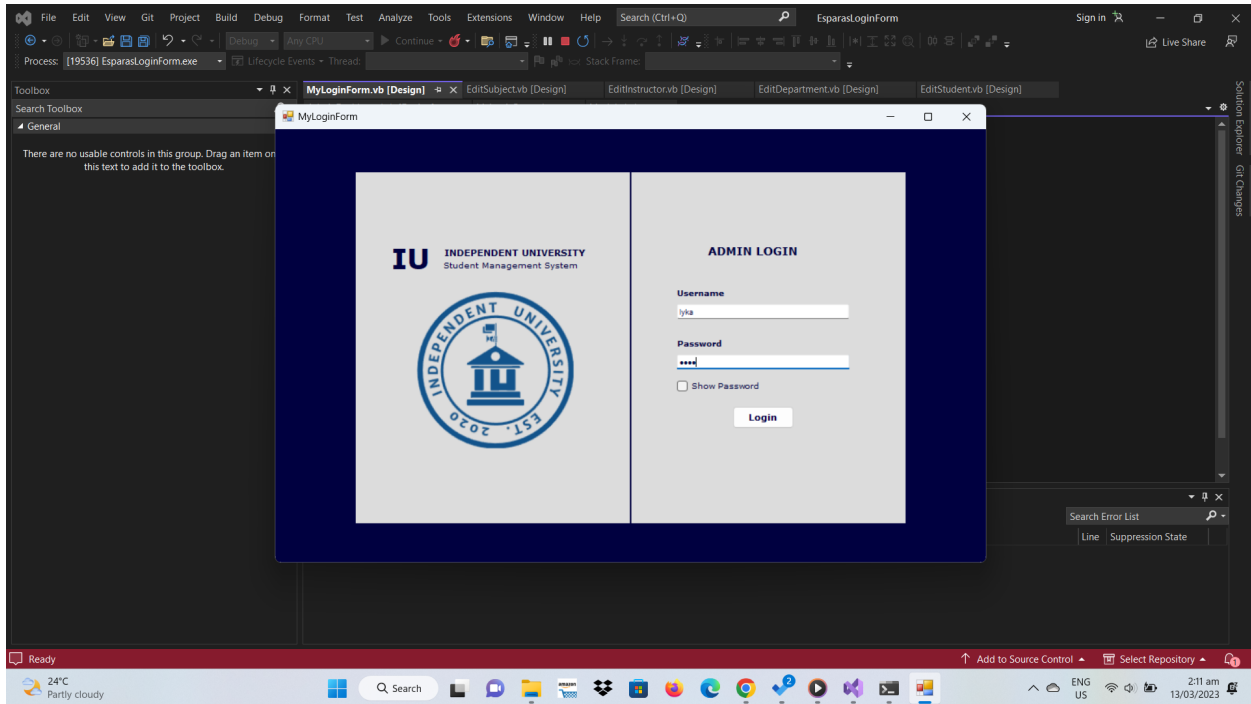 File Edit View Git Project Build Debug Format Test Analyze Tools Extensions Window Help Search (Ctrl+Q) EsparasLoginForm Sign in
Debug Any CPU Continue Live Share
Process: [19536] EsparasLoginForm.exe Lifecycle Events Thread: Stack Frame:
Toolbox
MyLoginForm.vb [Design] EditSubject.vb [Design] EditInstructor.vb [Design] EditDepartment.vb [Design] EditStudent.vb [Design]
Search Toolbox
General
There are no usable controls in this group. Drag an item on
this text to add it to the toolbox.
Solution Explorer
Git Changes
MyLoginForm
IU
INDEPENDENT UNIVERSITY
Student Management System
INDEPENDENT UNIVERSITY
IU
EST. 2020
ADMIN LOGIN
Username
lyka
Password
Show Password
Login
Search Error List
Line Suppression State
Ready
Add to Source Control Select Repository 1
24°C
Partly cloudy
Search
amazon
2
ENG
US
2:11 am
13/03/2023